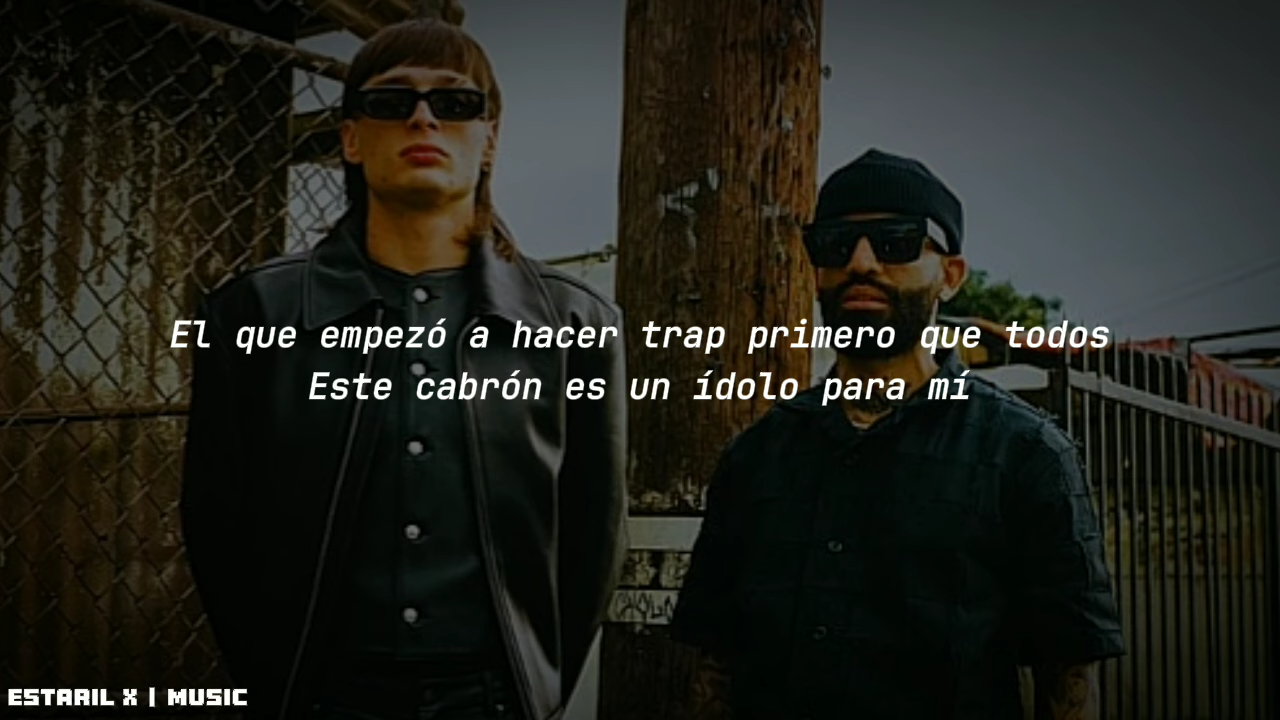 El que empezó a hacer trap primero que todos
Este cabrón es un ídolo para mí
ESTARIL X | MUSIC